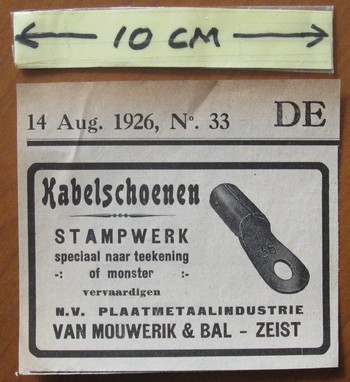 10 CM
14 Aug. 1926, No. 33 DE
Kabelschoenen
STAMPWERK
speciaal naar teekening
-: of monster :-
vervaardigen
N.V. PLAATMETAALINDUSTRIE
VAN MOUWERIK & BAL - ZEIST